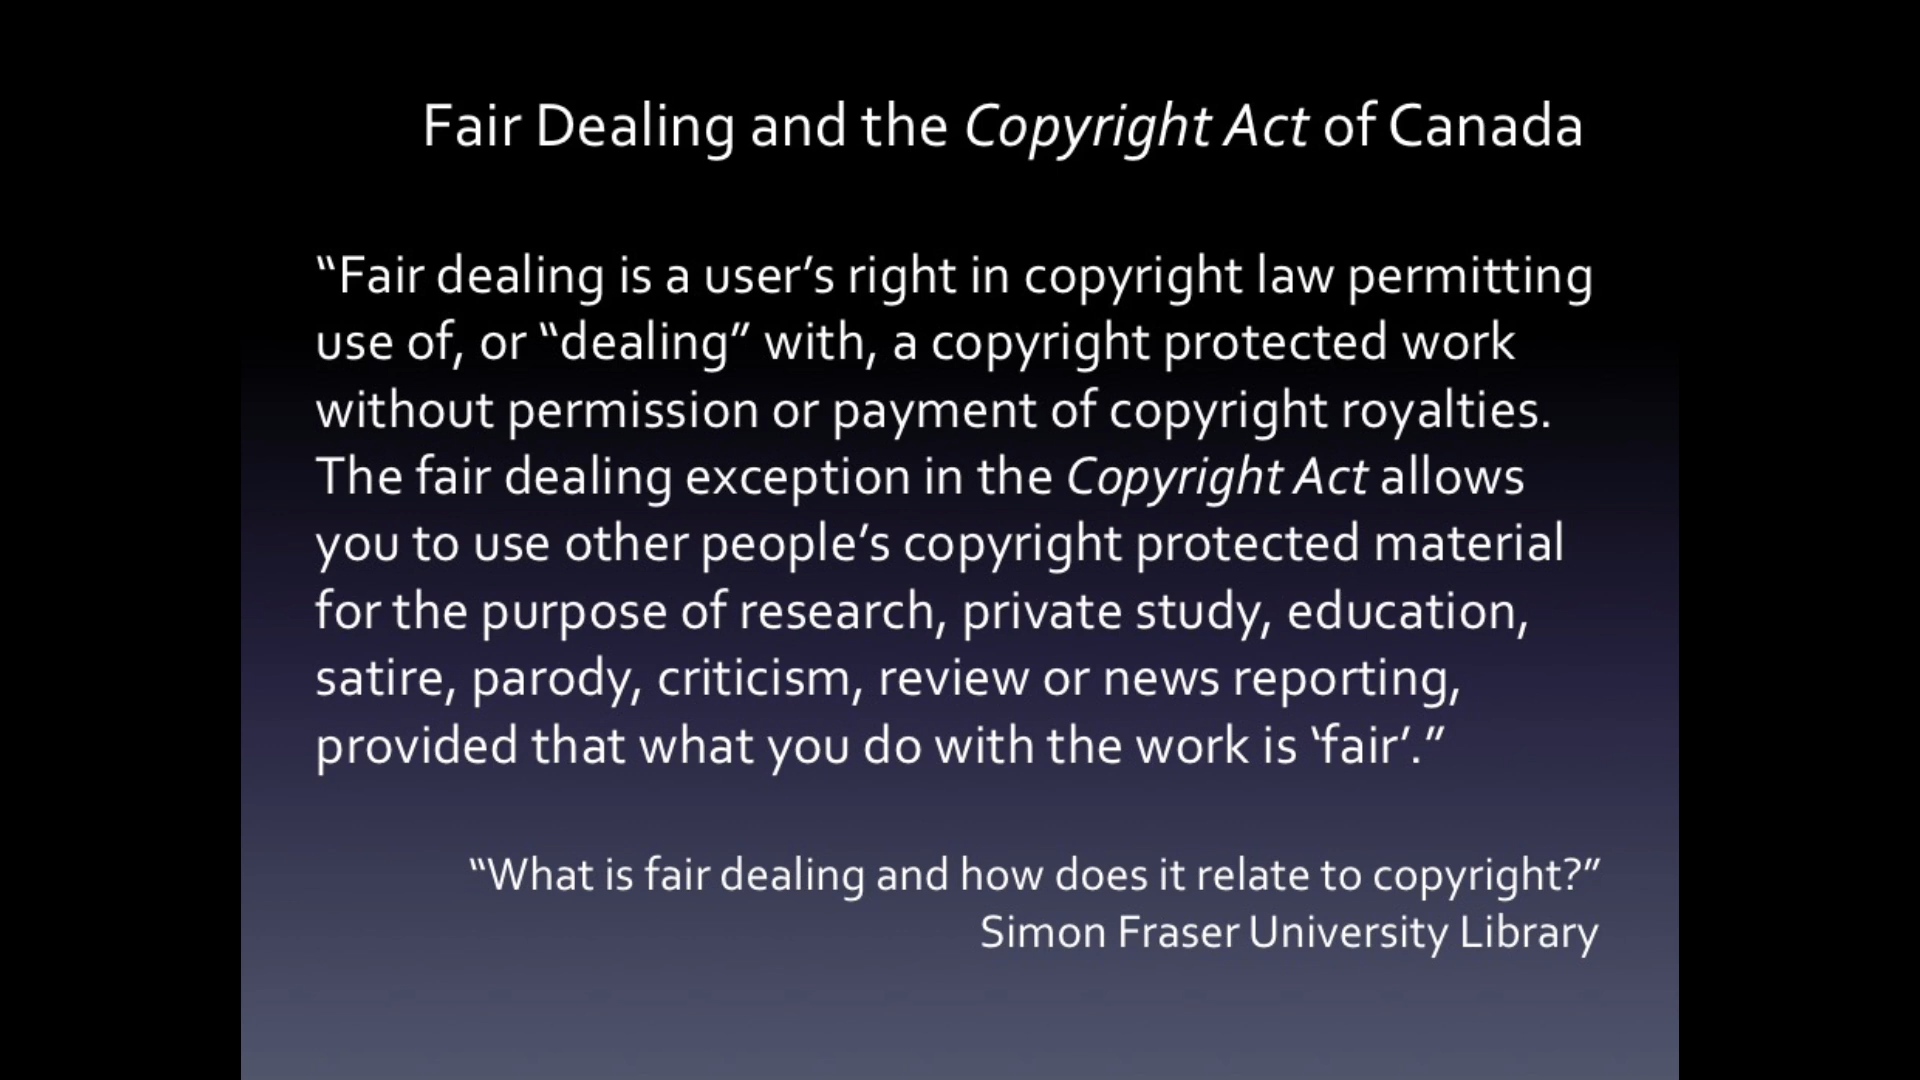 Fair Dealing and the Copyright Act of Canada
“Fair dealing is a user’s right in copyright law permitting
use of, or “dealing” with, a copyright protected work
without permission or payment of copyright royalties.
The fair dealing exception in the Copyright Act allows
you to use other people’s copyright protected material
for the purpose of research, private study, education,
satire, parody, criticism, review or news reporting,
provided that what you do with the work is ‘fair’.”
“What is fair dealing and how does it relate to copyright?”
Simon Fraser University Library